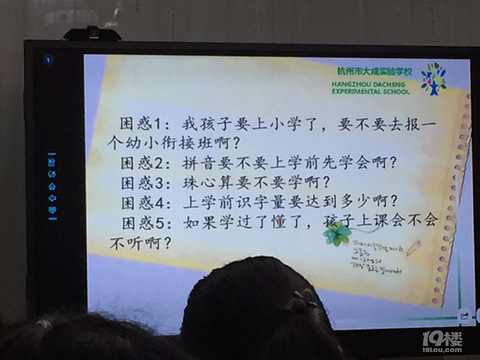 杭州市大成实验学校
HANGZHOU DACHENG
EXPERIMENTAL SCHOOL
困惑1：我孩子要上小学了，要不要去报一
个幼小衔接班啊？
困惑2：拼音要不要上学前先学会啊？
困惑3：珠心算要不要学啊？
困惑4：上学前识字量要达到多少啊？
困惑5：如果学过了懂了，孩子上课会不会
不听啊？
19楼
19lou.com